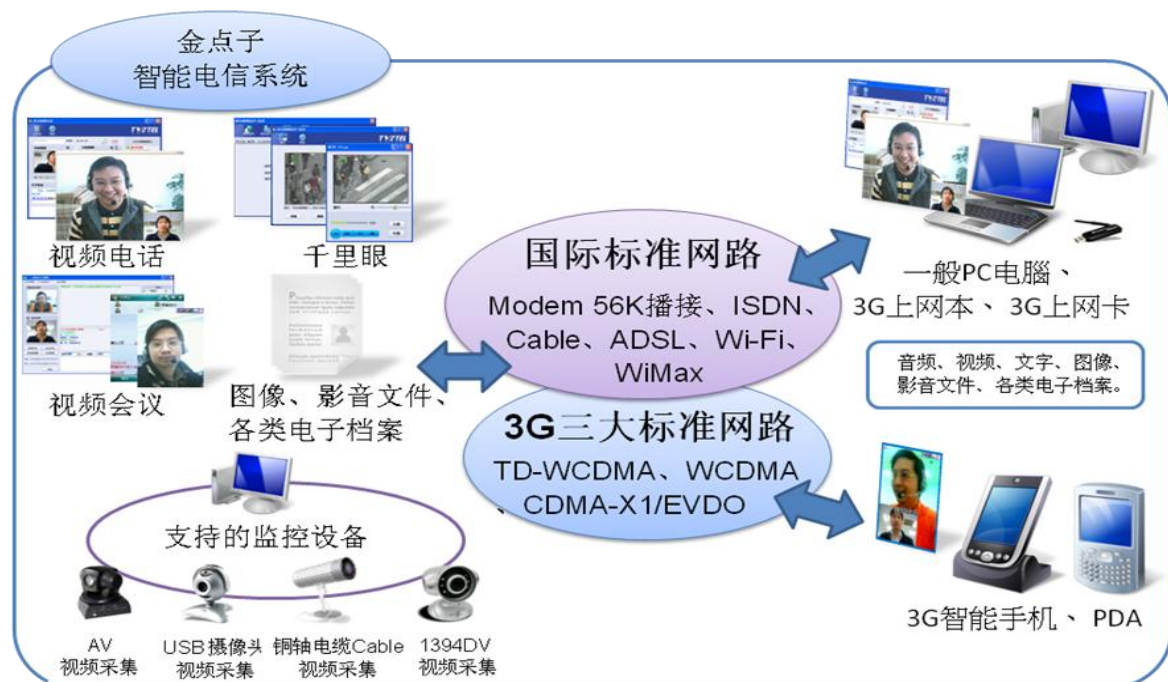 金点子
智能电信系统
视频电话
千里眼
视频会议
图像、影音文件、
各类电子档案
国际标准网路
Modem 56K播接、ISDN、
Cable、ADSL、Wi-Fi、
WiMax
3G三大标准网路
TD-WCDMA、WCDMA
、CDMA-X1/EVDO
一般PC电腦、
3G上网本、3G上网卡
音频、视频、文字、图像、
影音文件、各类电子档案。
3G智能手机、PDA
支持的监控设备
AV
视频采集
USB摄像头
视频采集
铜轴电缆Cable
视频采集
1394DV
视频采集